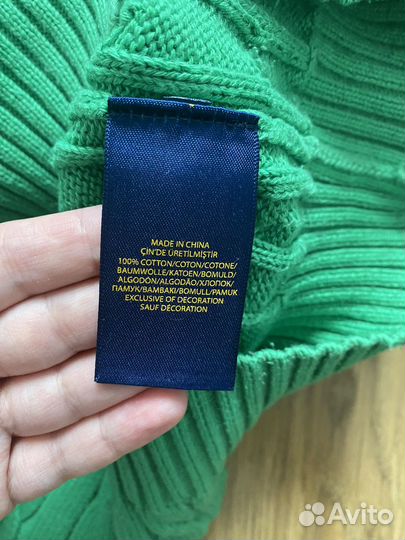 MADE IN CHINA
ÇİN'DE ÜRETİLMİŞTİR
100% COTTON/COTON/COTONE/
BAUMWOLLE/KATOEN/BOMULD/
ALGODÓN/ALGODÃO/ХЛОПОК/
ПАМУК/BAMBAKI/BOMULL/PAMUK
EXCLUSIVE OF DECORATION
SAUF DÉCORATION
Avito